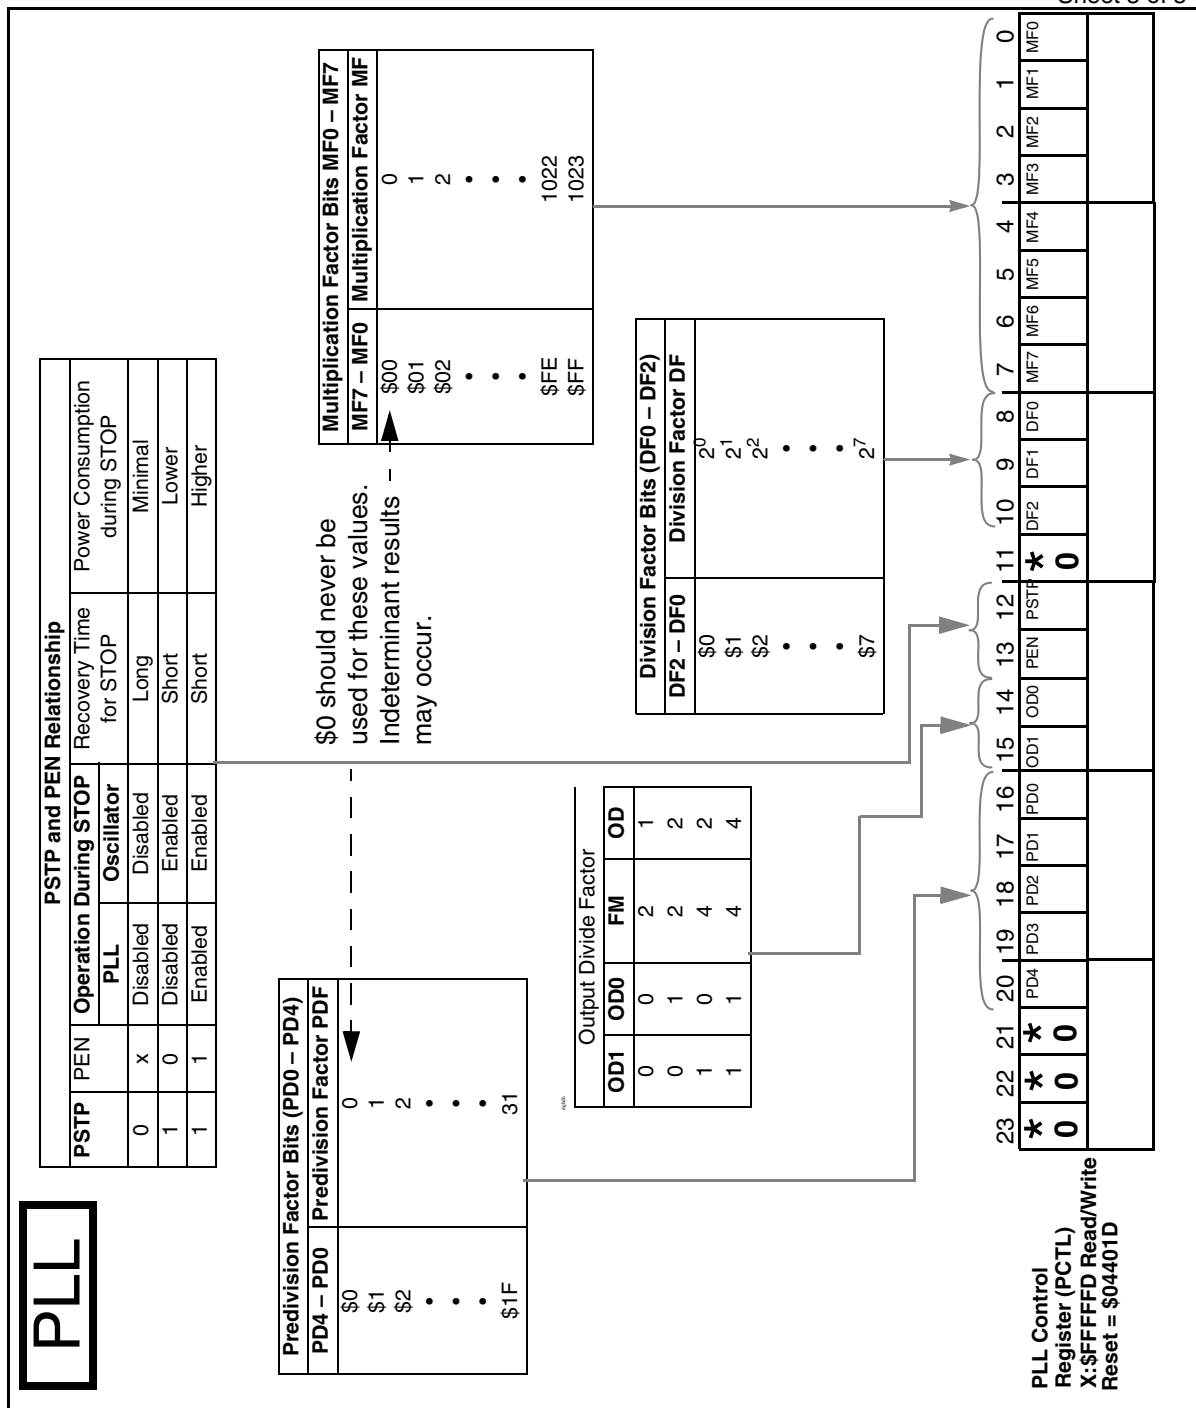 Sheet 5 of 5
PLL
PSTP and PEN Relationship
PSTP PEN Operation During STOP Recovery Time for STOP Power Consumption during STOP
PLL Oscillator
0 x Disabled Disabled Long Minimal
1 0 Disabled Enabled Short Lower
1 1 Enabled Enabled Short Higher
Predivision Factor Bits (PD0 – PD4)
PD4 – PD0 Predivision Factor PDF
$0 0
$1 1
$2 2
• •
• •
• •
$1F 31
$0 should never be
used for these values.
Indeterminant results
may occur.
Multiplication Factor Bits MF0 – MF7
MF7 – MF0 Multiplication Factor MF
$00 0
$01 1
$02 2
• •
• •
• •
$FE 1022
$FF 1023
Output Divide Factor
OD1 OD0 FM OD
0 0 2 1
0 1 2 2
1 0 4 2
1 1 4 4
Division Factor Bits (DF0 – DF2)
DF2 – DF0 Division Factor DF
$0 2⁰
$1 2¹
$2 2²
• •
• •
• •
$7 2⁷
23 22 21 20 19 18 17 16 15 14 13 12 11 10 9 8 7 6 5 4 3 2 1 0
*0 *0 *0 PD4 PD3 PD2 PD1 PD0 OD1 OD0 PEN PSTP *0 DF2 DF1 DF0 MF7 MF6 MF5 MF4 MF3 MF2 MF1 MF0
PLL Control
Register (PCTL)
X:$FFFFFD Read/Write
Reset = $04401D